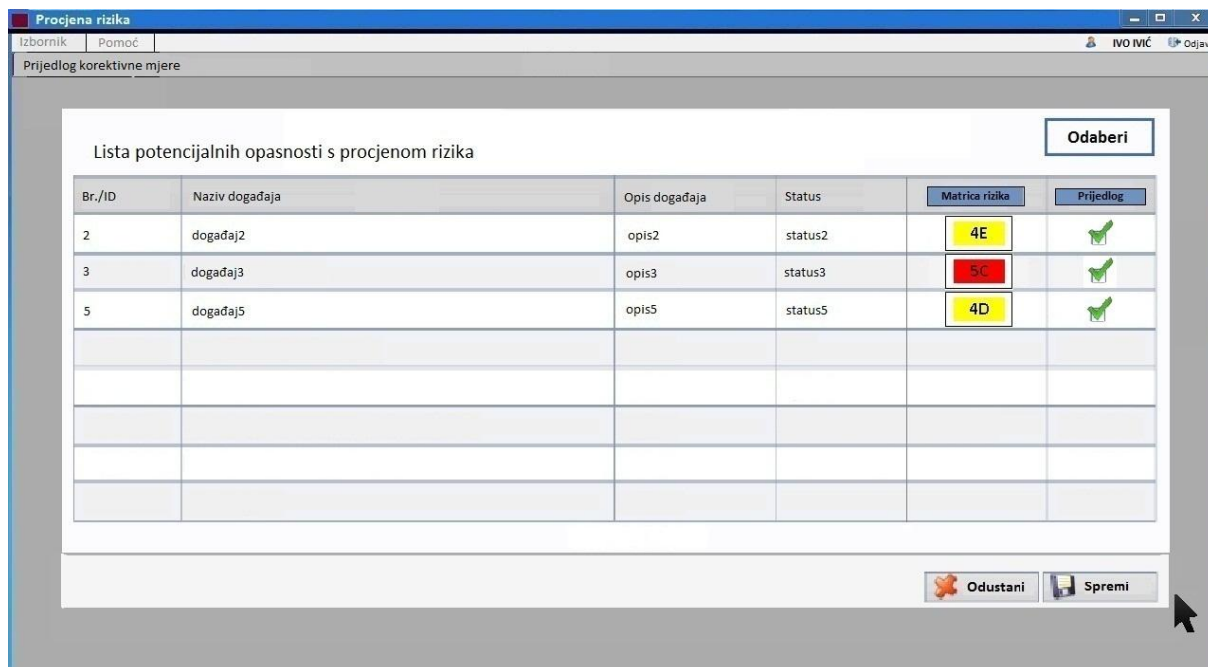 Procjena rizika
Izbornik Pomoć IVO IVIĆ Odjav
Prijedlog korektivne mjere
Odaberi
Lista potencijalnih opasnosti s procjenom rizika
Br./ID Naziv događaja Opis događaja Status Matrica rizika Prijedlog
2 događaj2 opis2 status2 4E
3 događaj3 opis3 status3 5C
5 događaj5 opis5 status5 4D
Odustani Spremi